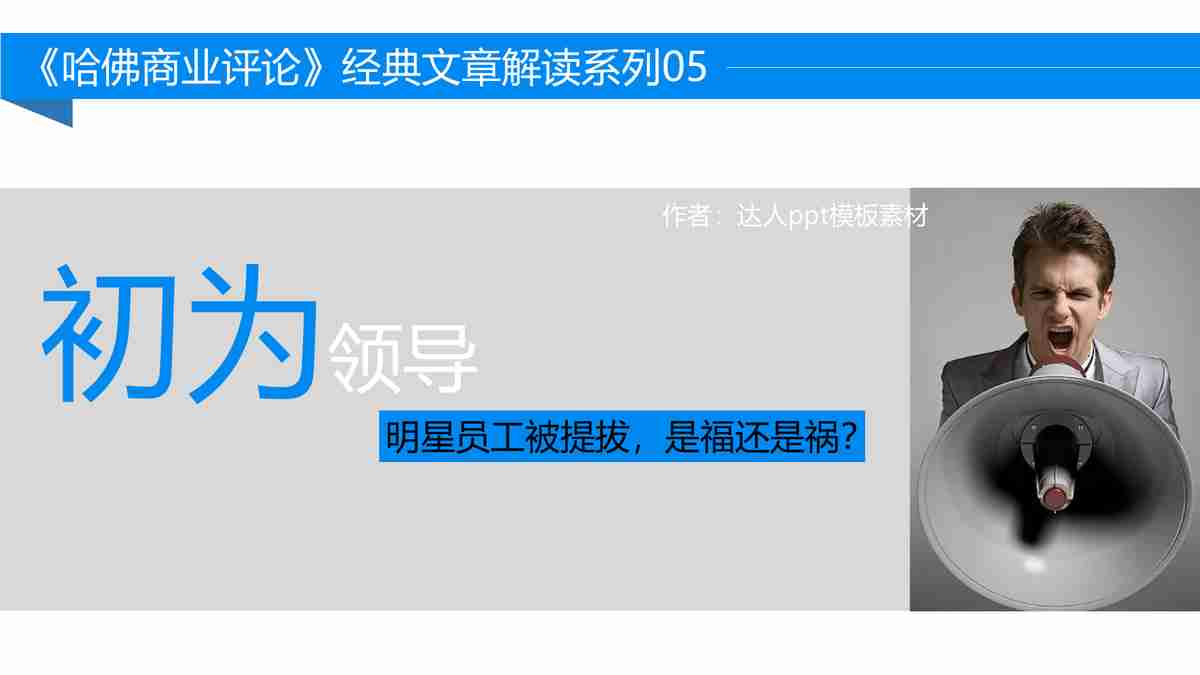 《哈佛商业评论》经典文章解读系列05
作者：达人ppt模板素材
初为领导
明星员工被提拔，是福还是祸？